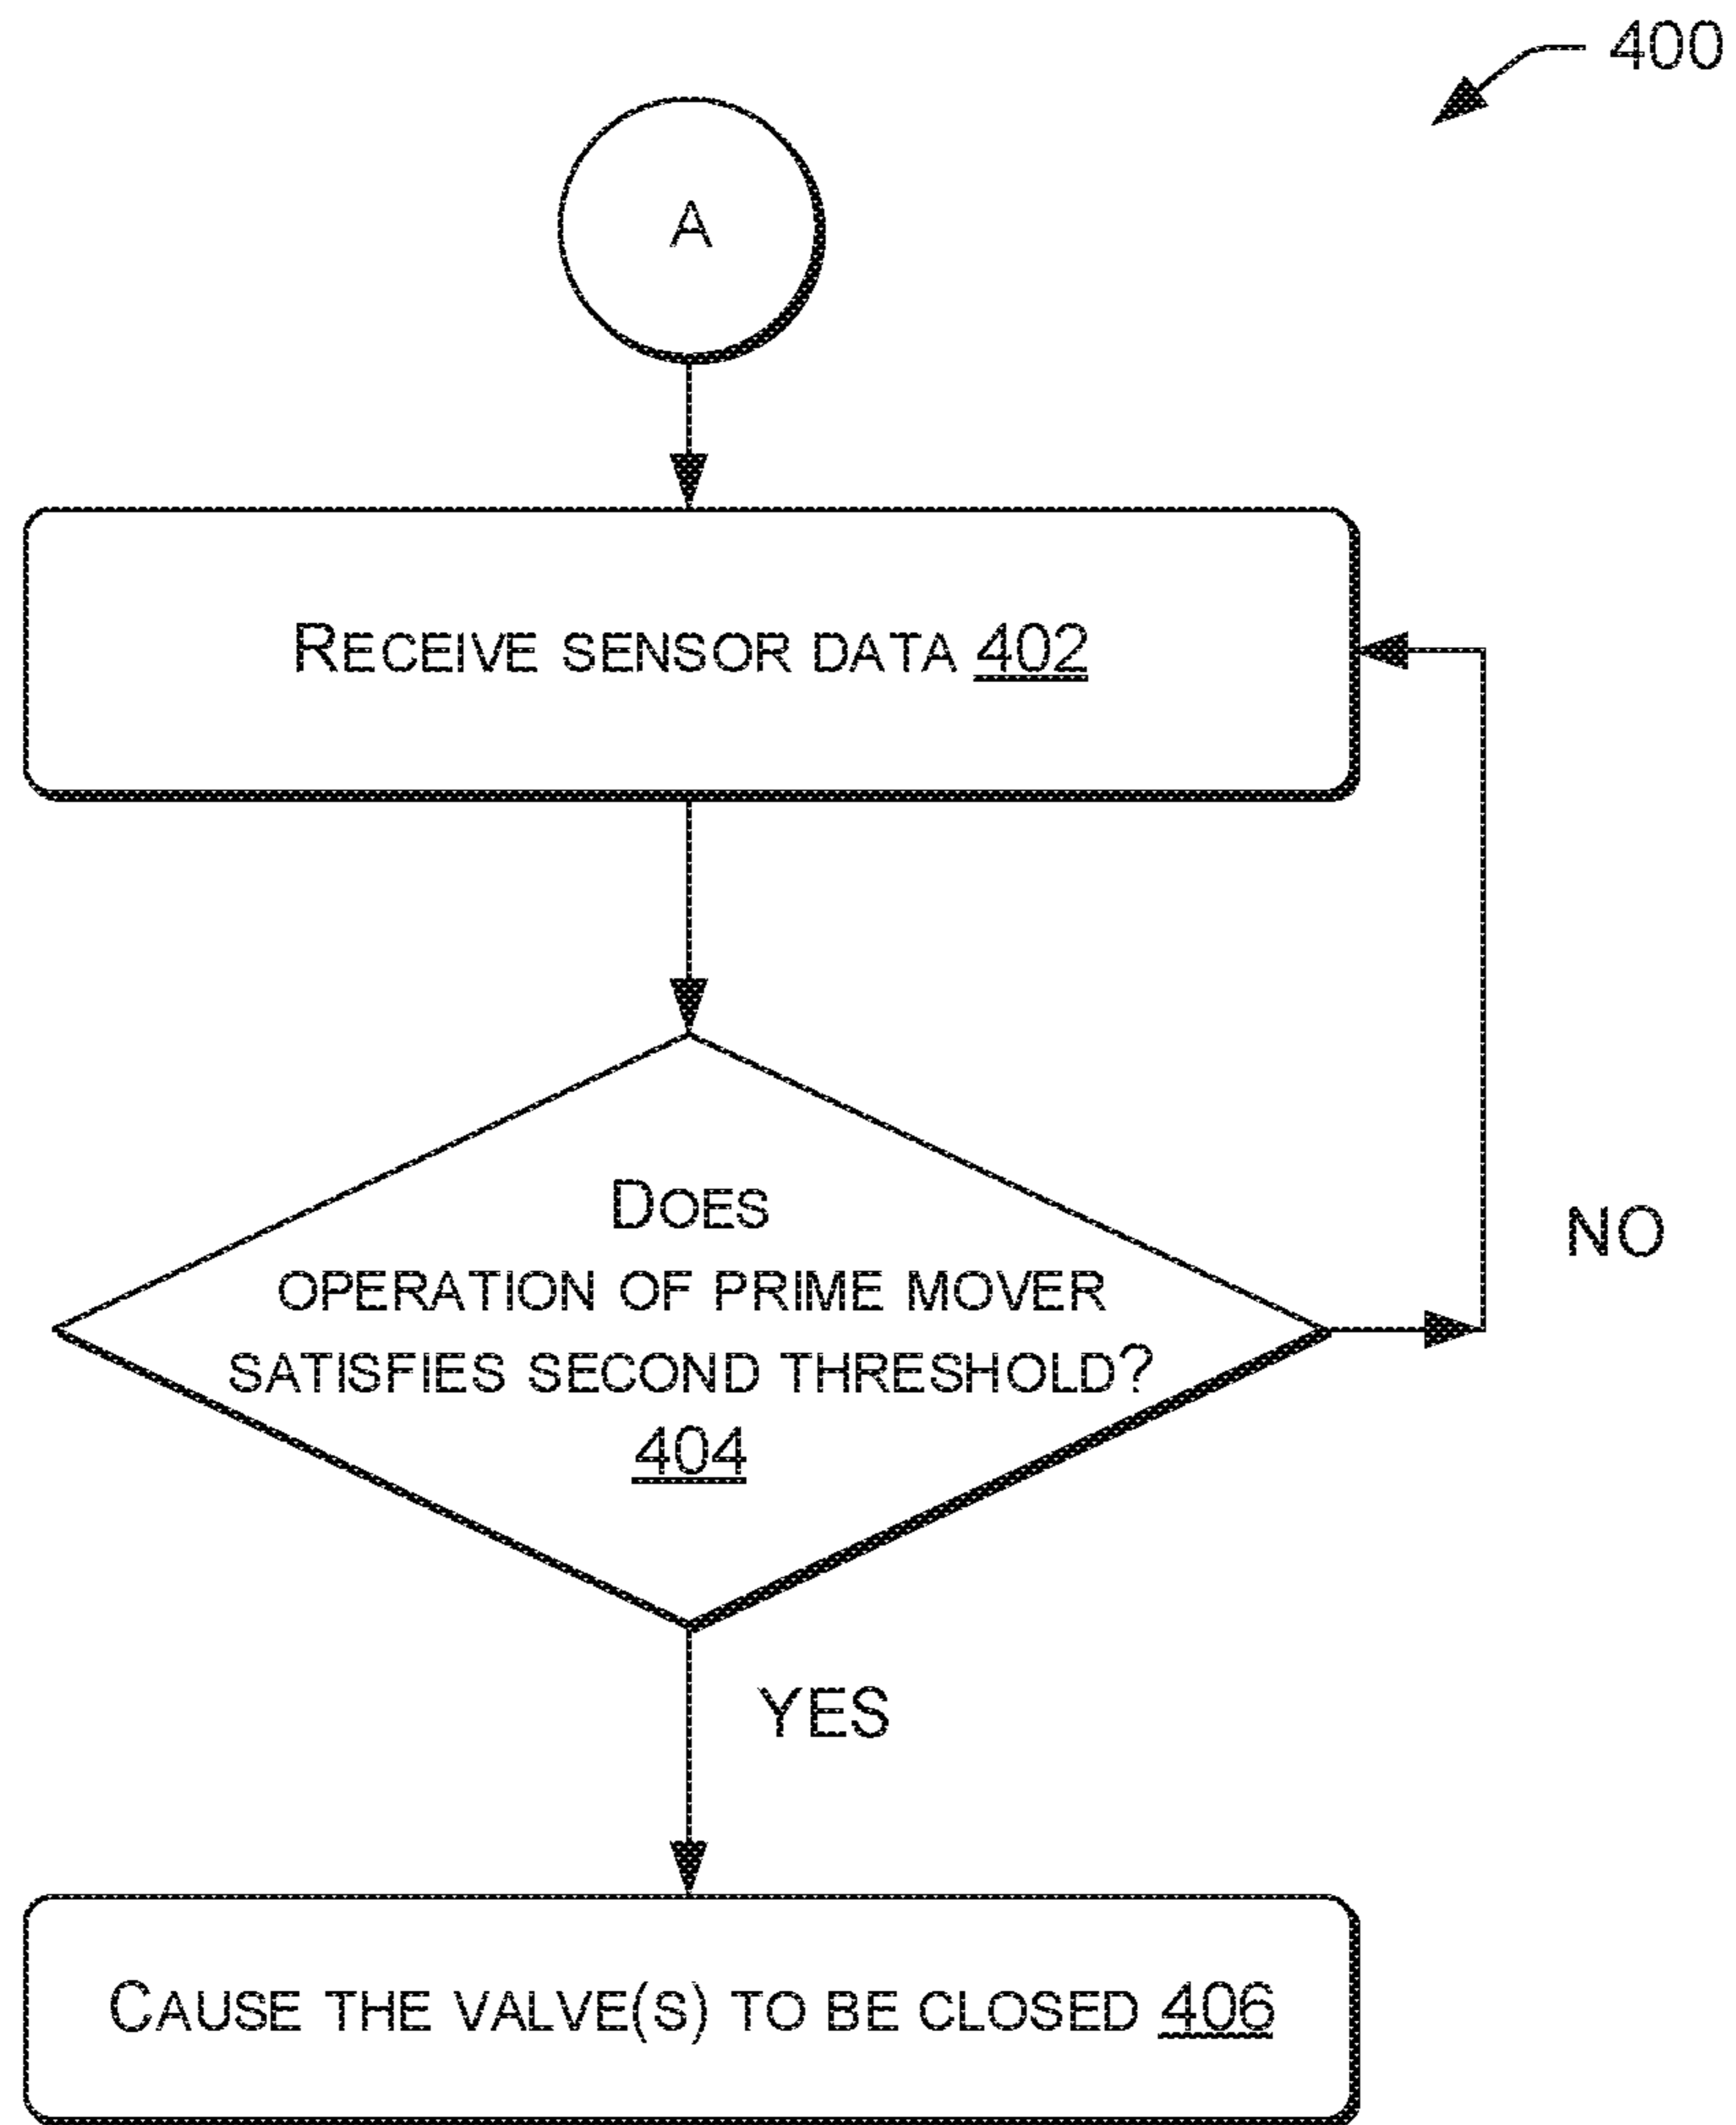 400
A
RECEIVE SENSOR DATA 402
DOES
OPERATION OF PRIME MOVER
SATISFIES SECOND THRESHOLD?
404
NO
YES
CAUSE THE VALVE(S) TO BE CLOSED 406